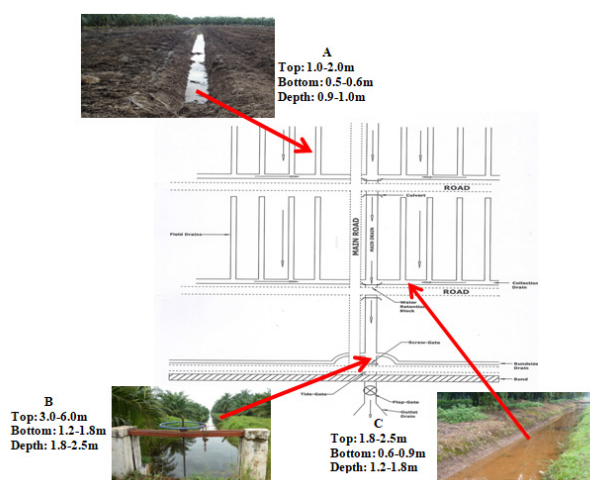 A
Top: 1.0-2.0m
Bottom: 0.5-0.6m
Depth: 0.9-1.0m
ROAD
Culvert
Field Drains
MAIN ROAD
MAIN DRAIN
Collection
Drain
ROAD
Water
Retention
Block
Screw-Gate
Bundside
Drain
Bund
Tide-Gate
Flap-Gate
Outlet
Drain
B
Top: 3.0-6.0m
Bottom: 1.2-1.8m
Depth: 1.8-2.5m
C
Top: 1.8-2.5m
Bottom: 0.6-0.9m
Depth: 1.2-1.8m